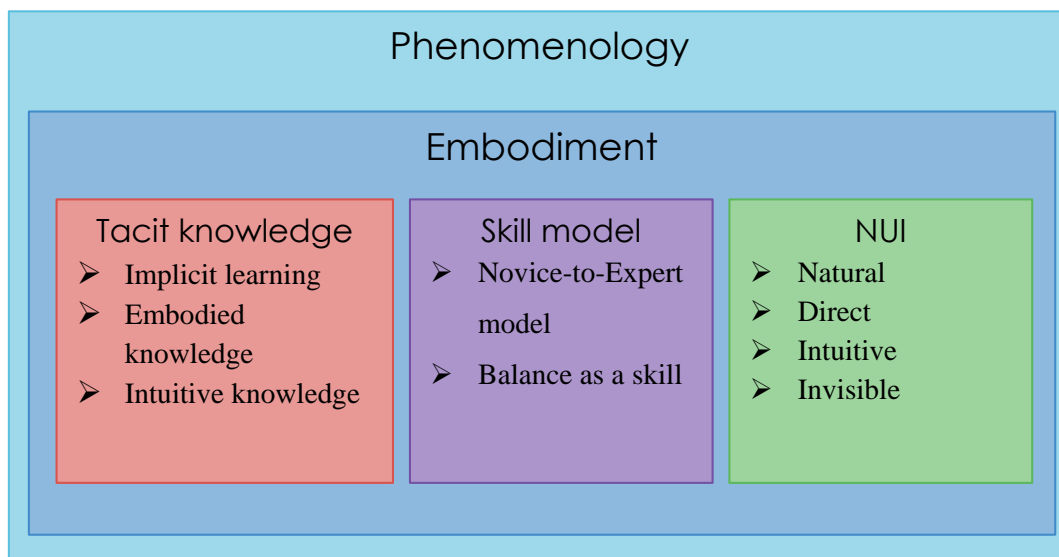 Phenomenology
Embodiment
Tacit knowledge
➢ Implicit learning
➢ Embodied
knowledge
➢ Intuitive knowledge
Skill model
➢ Novice-to-Expert
model
➢ Balance as a skill
NUI
➢ Natural
➢ Direct
➢ Intuitive
➢ Invisible